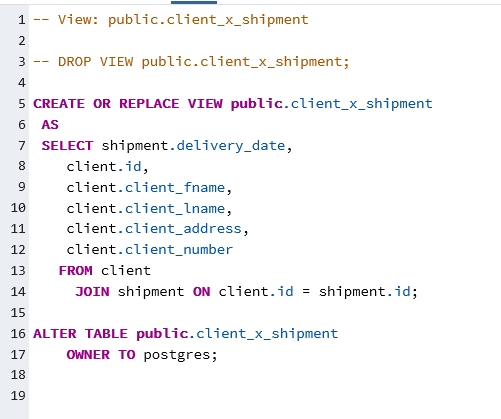 1 -- View: public.client_x_shipment
2
3 -- DROP VIEW public.client_x_shipment;
4
5 CREATE OR REPLACE VIEW public.client_x_shipment
6 AS
7 SELECT shipment.delivery_date,
8 client.id,
9 client.client_fname,
10 client.client_lname,
11 client.client_address,
12 client.client_number
13 FROM client
14 JOIN shipment ON client.id = shipment.id;
15
16 ALTER TABLE public.client_x_shipment
17 OWNER TO postgres;
18
19